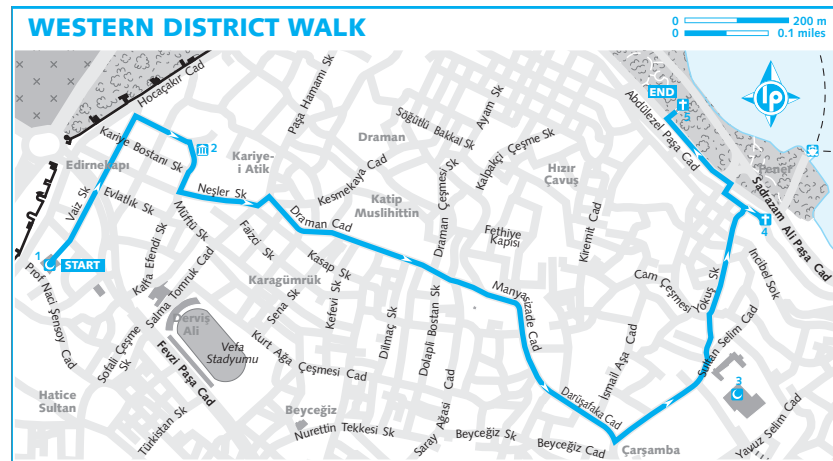 WESTERN DISTRICT WALK
0 200 m
0 0.1 miles
Hocaçakır Cad
Paşa Hamamı Sk
Söğütlü Bakkal Sk
Ayam Sk
END
5
Abdülezel Paşa Cad
lp
Kariye Bostanı Sk
2
Draman
Kalpakçı Çeşme Sk
Edirnekapı
Kariye-
i Atik
Kesmekaya Cad
Hızır
Çavuş
Fener
Sadrazam Ali Paşa Cad
Vaiz Sk
Evlatlık Sk
Neşler Sk
Katip
Muslihittin
Draman Çeşmesi Sk
Müftü Sk
Draman Cad
Fethiye
Kapısı
Kiremit Cad
4
1
START
Kalfa Efendi Sk
Faizci Sk
Kasap Sk
İncibel Sok
Prof Naci Şensoy Cad
Salma Tomruk Cad
Karagümrük
Cam Çeşmesi
Yokuş Sk
Sena Sk
Kefevi Sk
Manyasizade Cad
Derviş
Ali
Vefa
Stadyumu
Dilmaç Sk
Dolaplı Bostan Sk
Sofalı Çeşme
Sk
Fevzi Paşa Cad
Kurt Ağa Çeşmesi Cad
İsmail Ağa Cad
Sultan Selim Cad
3
Hatice
Sultan
Türkistan Sk
Beyceğiz
Darüşafaka Cad
Nurettin Tekkesi Sk
Saray Ağası Cad
Beyceğiz Sk
Beyceğiz Cad
Çarşamba
Yavuz Selim Cad